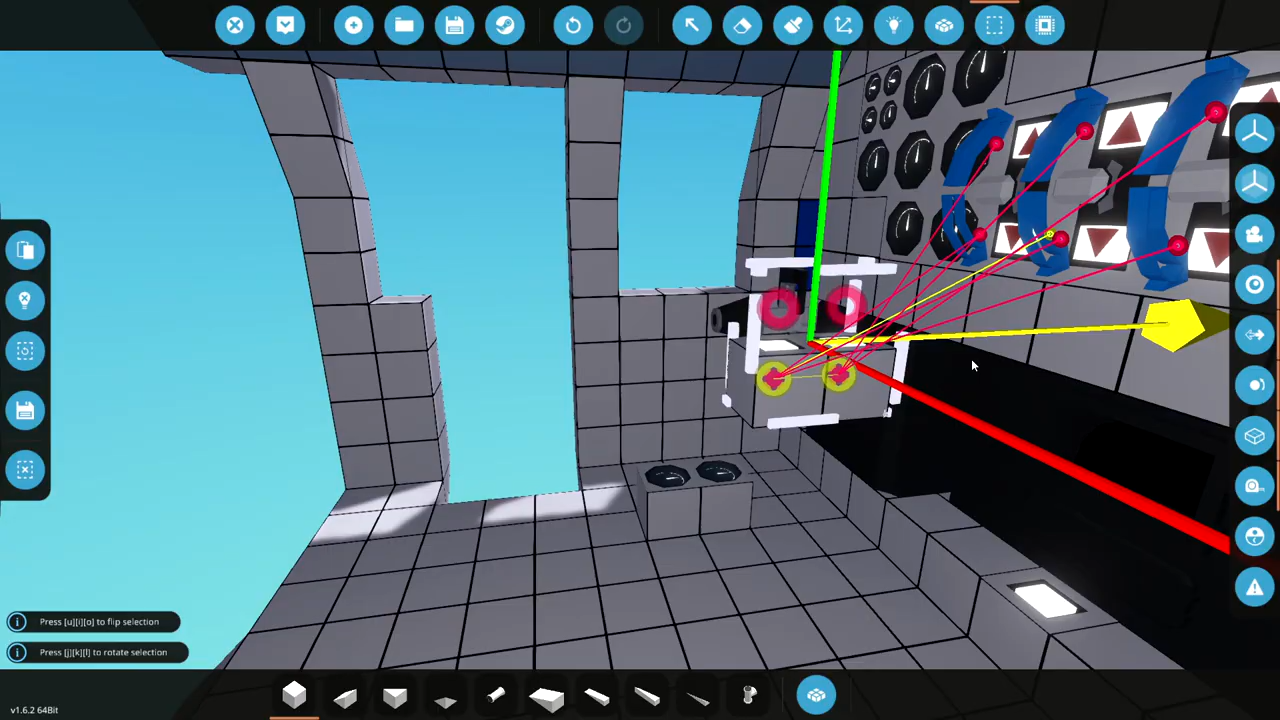 Press [u][i][o] to flip selection
Press [j][k][l] to rotate selection
v1.6.2 64Bit